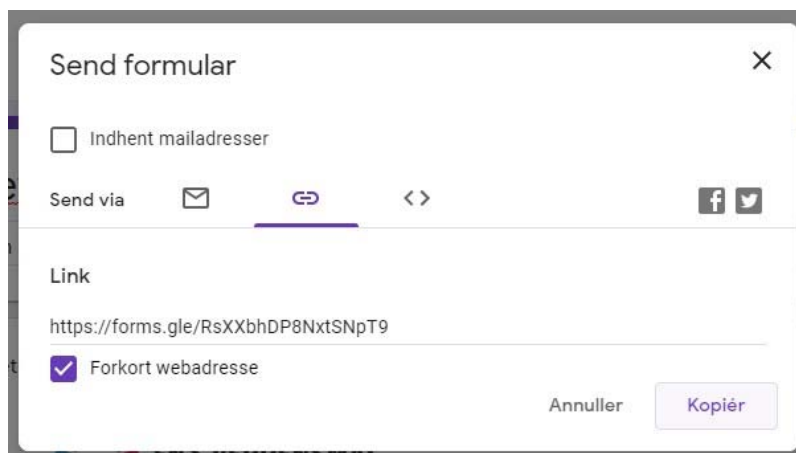 Send formular
Indhent mailadresser
Send via
Link
https://forms.gle/RsXXbhDP8NxtSNpT9
Forkort webadresse
Annuller Kopiér